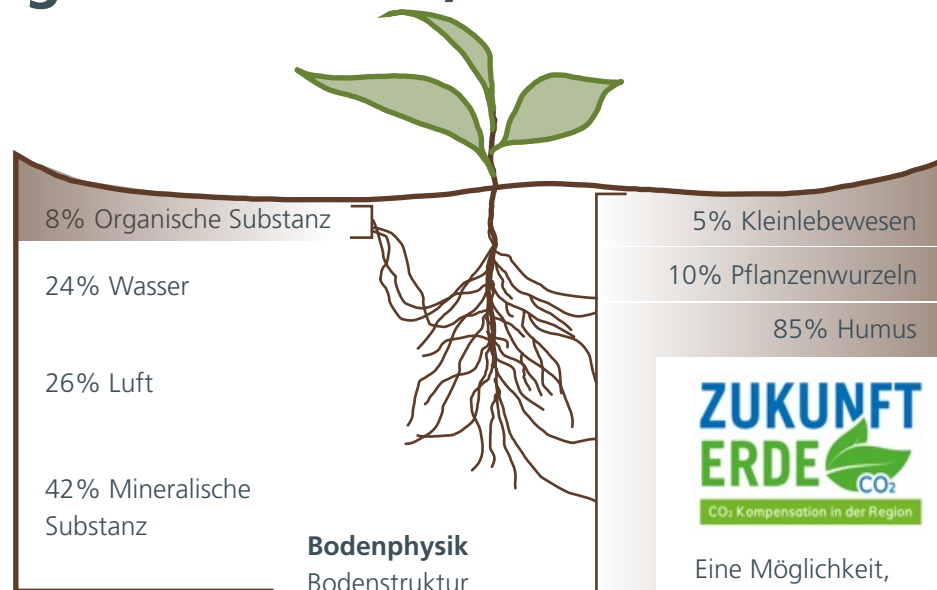 8% Organische Substanz
24% Wasser
26% Luft
42% Mineralische
Substanz
Bodenphysik
Bodenstruktur
5% Kleinlebewesen
10% Pflanzenwurzeln
85% Humus
ZUKUNFT
ERDE
CO₂
CO₂ Kompensation in der Region
Eine Möglichkeit,